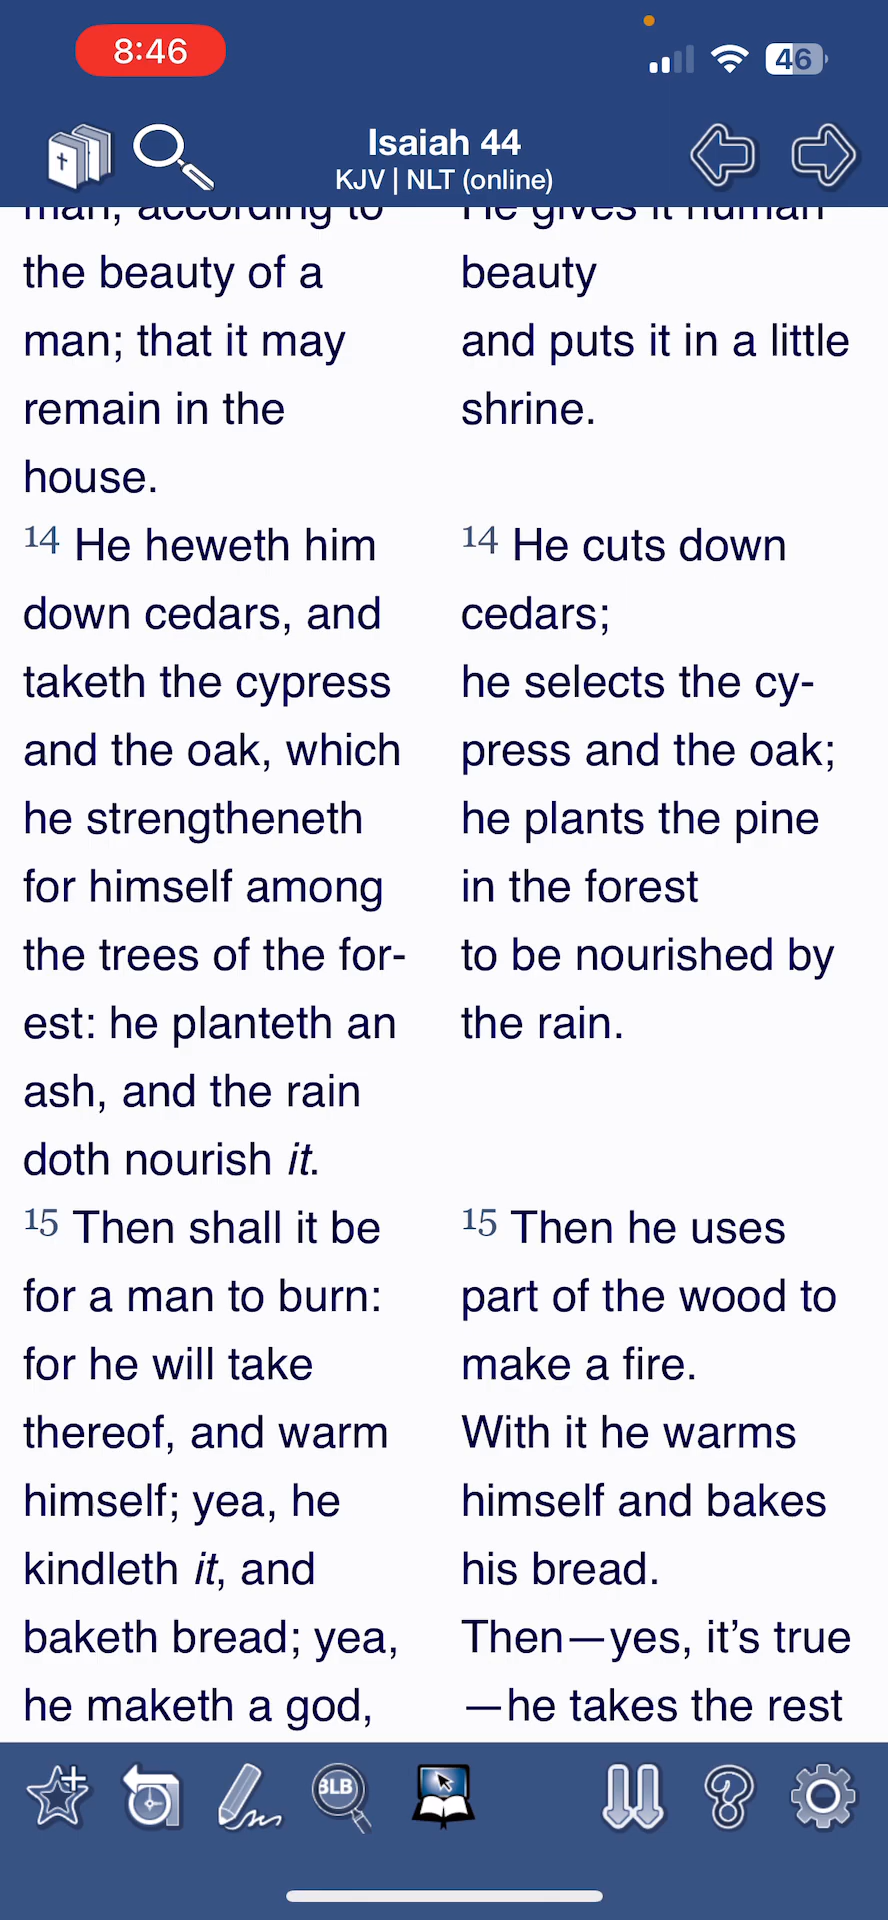 8:46
46
Isaiah 44
KJV | NLT (online)
man, according to
the beauty of a
man; that it may
remain in the
house.
14 He heweth him
down cedars, and
taketh the cypress
and the oak, which
he strengtheneth
for himself among
the trees of the for-
est: he planteth an
ash, and the rain
doth nourish it.
15 Then shall it be
for a man to burn:
for he will take
thereof, and warm
himself; yea, he
kindleth it, and
baketh bread; yea,
he maketh a god,
He gives it human
beauty
and puts it in a little
shrine.
14 He cuts down
cedars;
he selects the cy-
press and the oak;
he plants the pine
in the forest
to be nourished by
the rain.
15 Then he uses
part of the wood to
make a fire.
With it he warms
himself and bakes
his bread.
Then—yes, it’s true
—he takes the rest
BLB